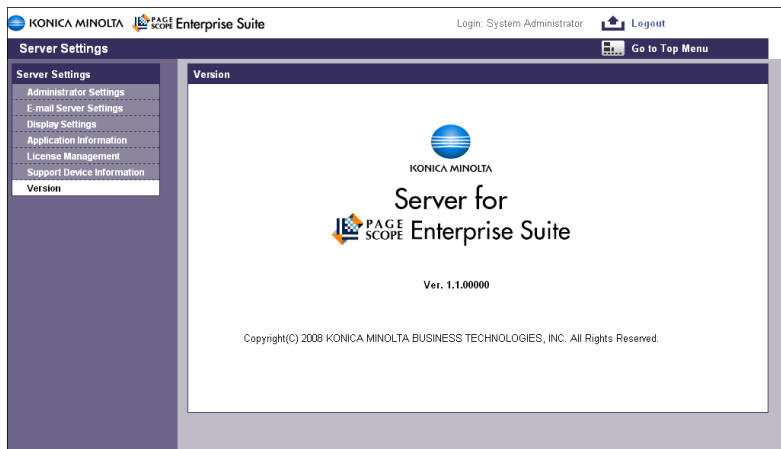 KONICA MINOLTA PAGE SCOPE Enterprise Suite
Login: System Administrator
Logout
Server Settings
Go to Top Menu
Server Settings
Administrator Settings
E-mail Server Settings
Display Settings
Application Information
License Management
Support Device Information
Version
Version
KONICA MINOLTA
Server for
PAGE SCOPE Enterprise Suite
Ver. 1.1.00000
Copyright(C) 2008 KONICA MINOLTA BUSINESS TECHNOLOGIES, INC. All Rights Reserved.